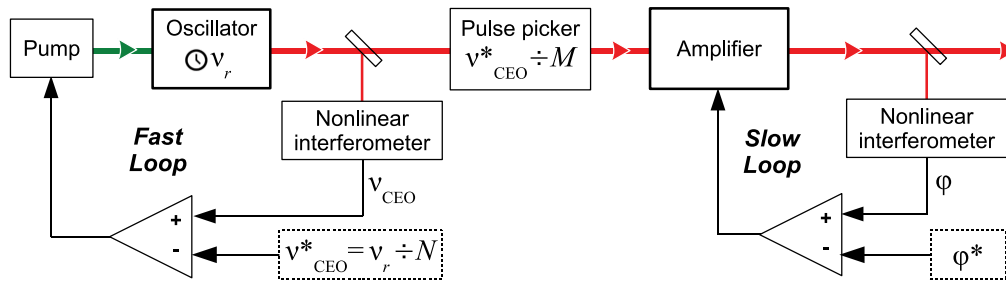 Pump
Oscillator
ν_r
Pulse picker
ν*_CEO ÷ M
Amplifier
Nonlinear
interferometer
Nonlinear
interferometer
Fast
Loop
Slow
Loop
ν_CEO
φ
+
-
ν*_CEO = ν_r ÷ N
+
-
φ*